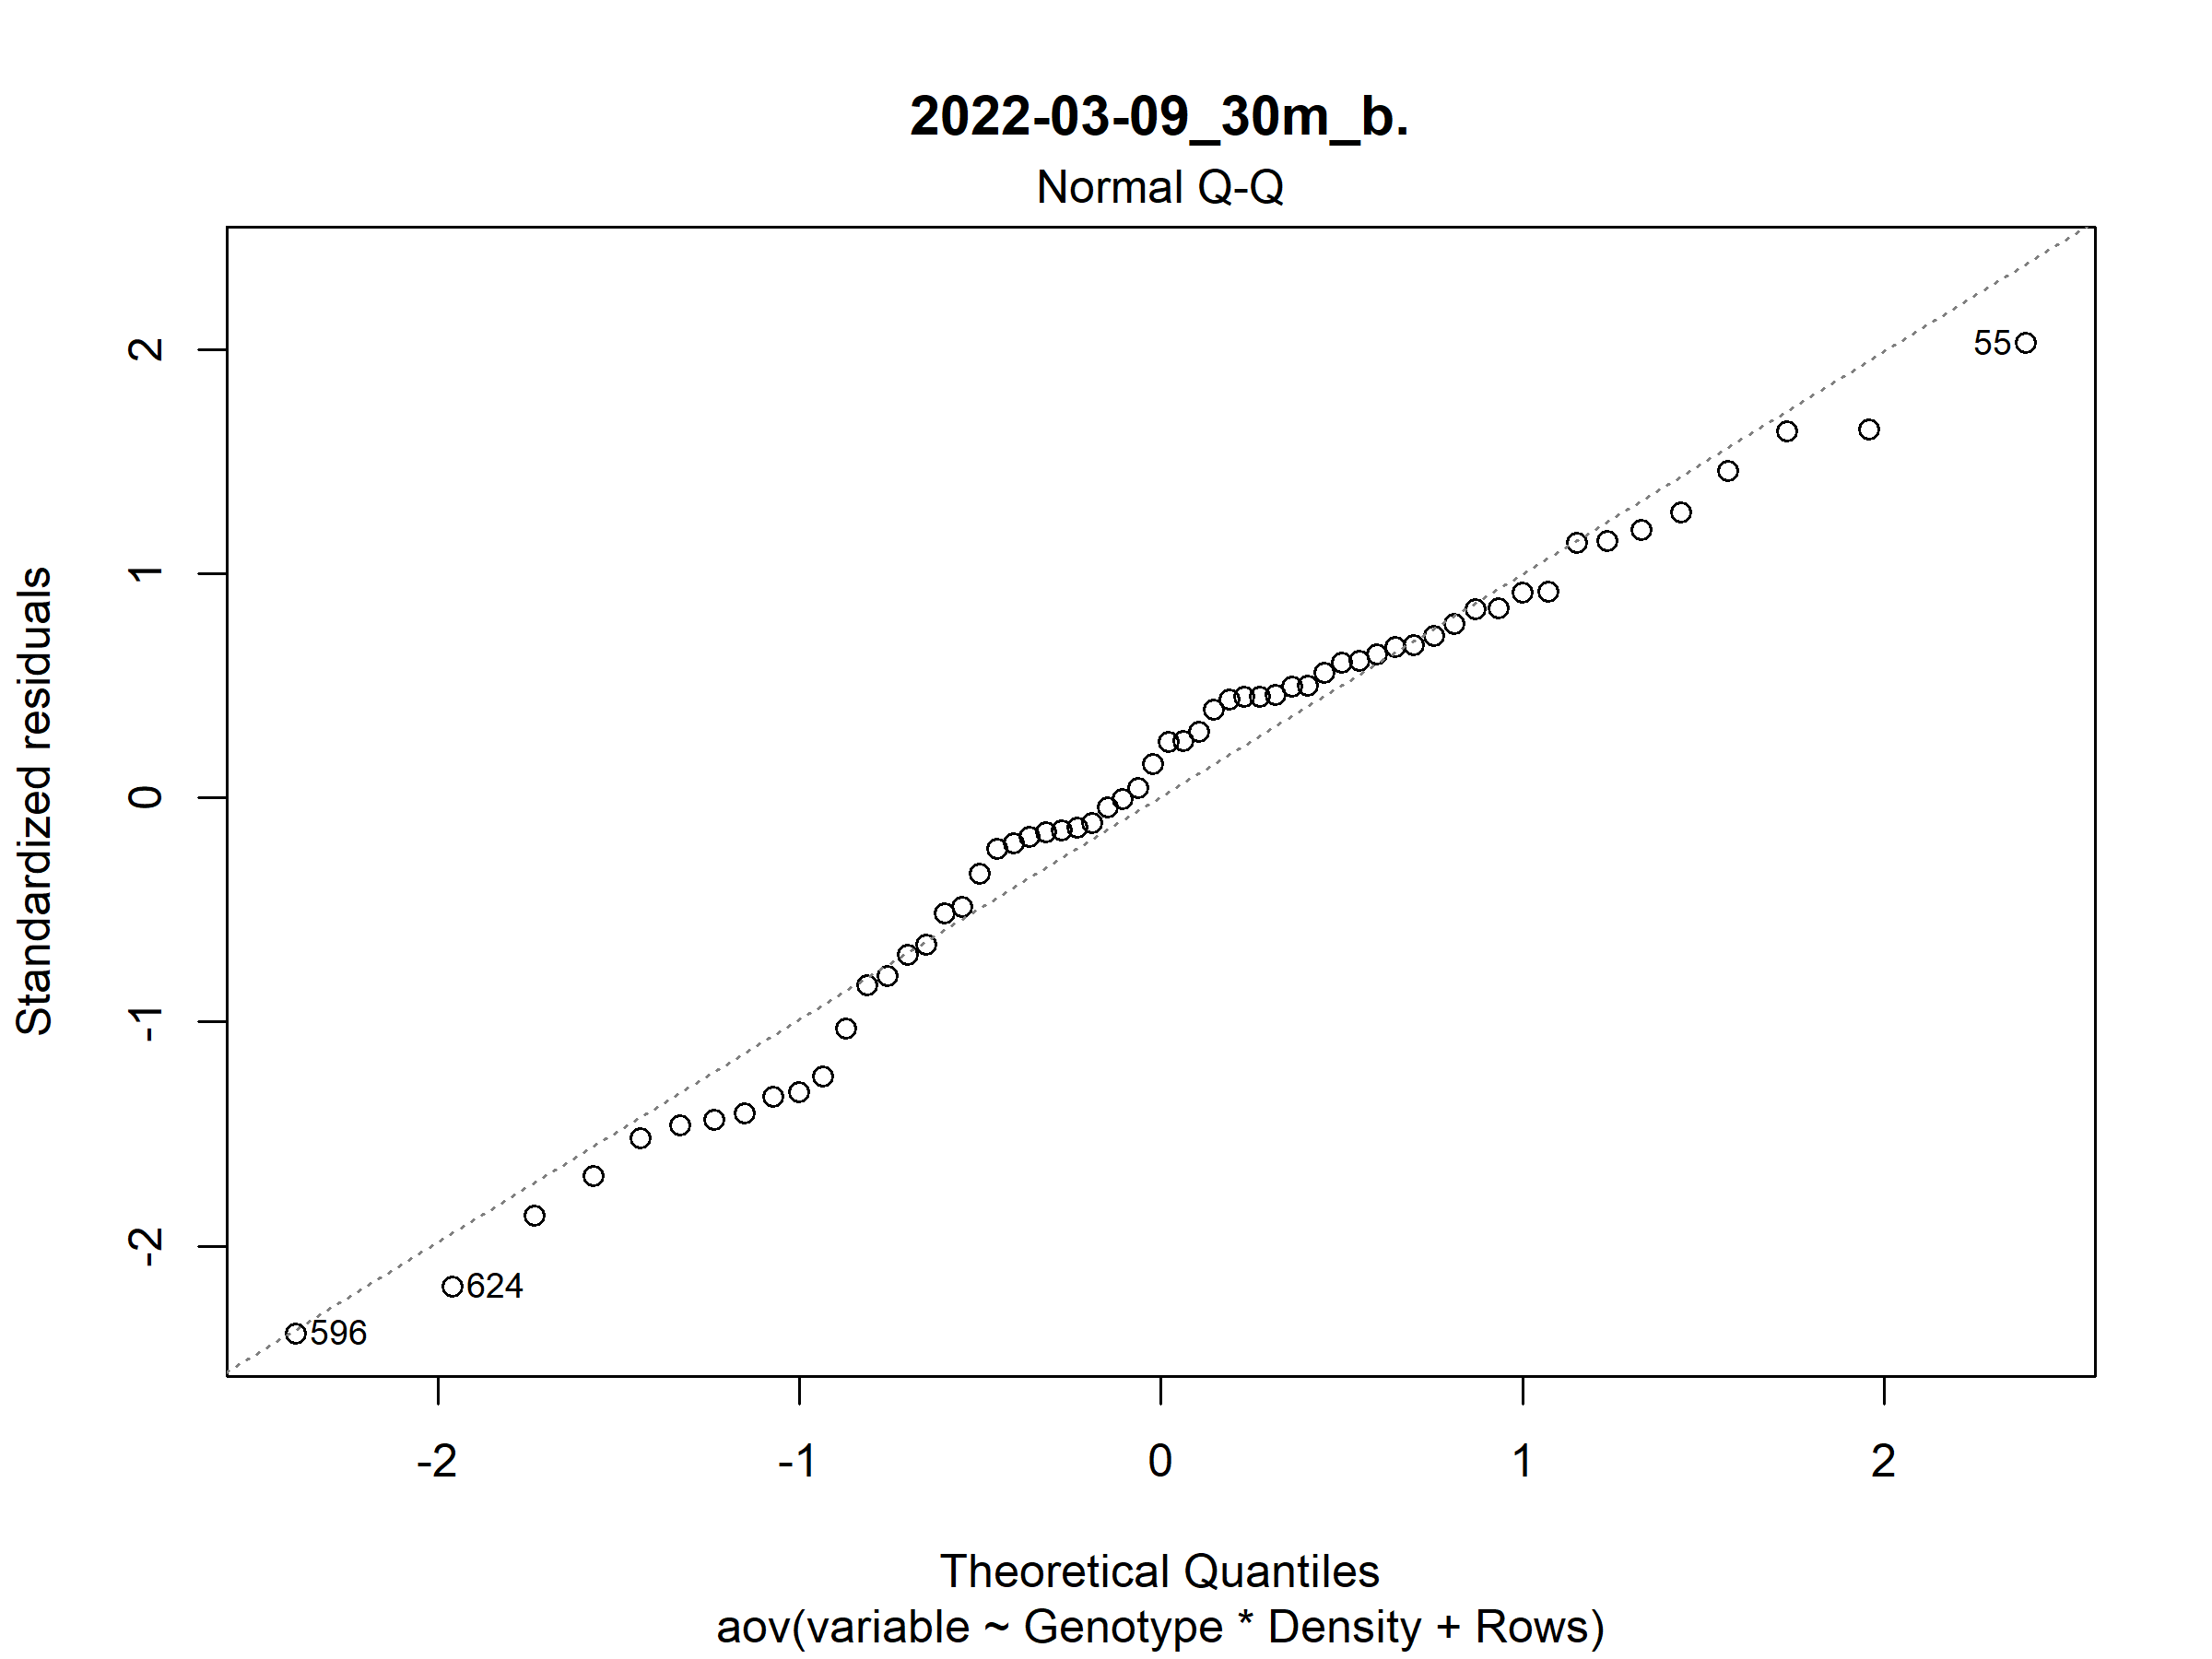 2022-03-09_30m_b.
Normal Q-Q
Standardized residuals
2
1
0
-1
-2
55
624
596
-2
-1
0
1
2
Theoretical Quantiles
aov(variable ~ Genotype * Density + Rows)